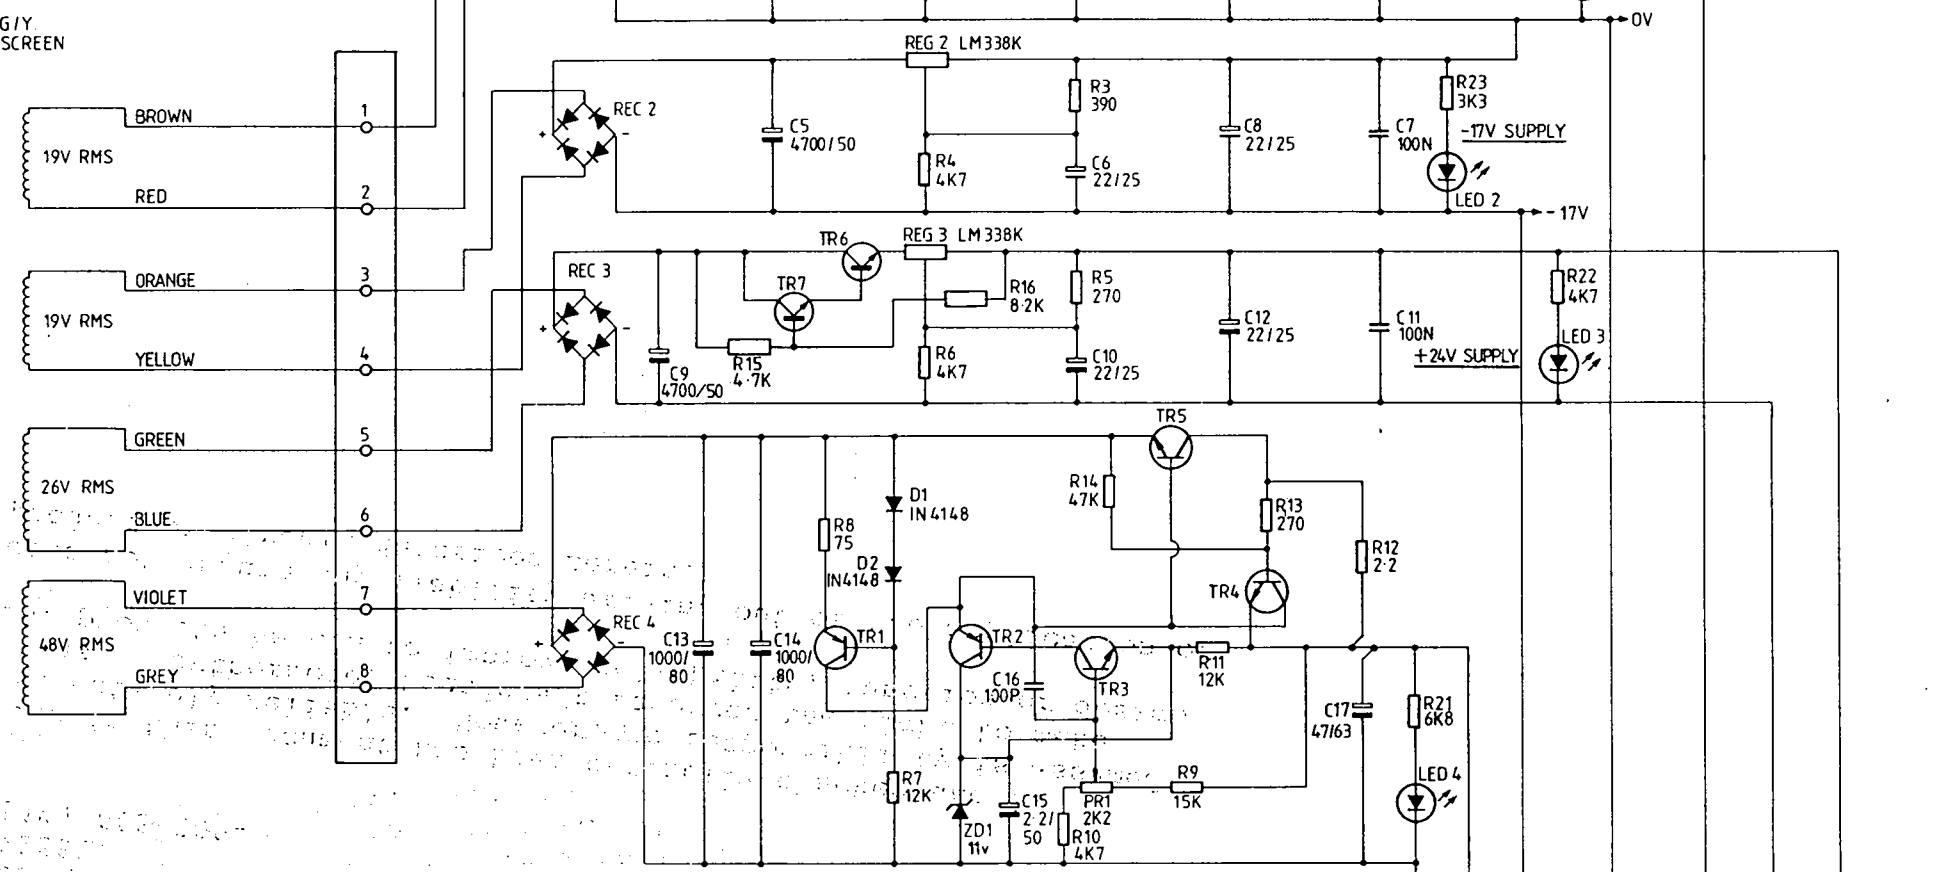 G/Y.
SCREEN
0V
REG 2 LM338K
BROWN
1
REC 2
+
-
R3
390
R23
3K3
19V RMS
C5
4700/50
C8
22/25
C7
100N
-17V SUPPLY
RED
2
R4
4K7
C6
22/25
LED 2
-17V
TR6
REG 3 LM338K
ORANGE
3
REC 3
TR7
R16
8·2K
R5
270
R22
4K7
19V RMS
+
-
C12
22/25
C11
100N
LED 3
+24V SUPPLY
YELLOW
4
C9
4700/50
R15
4·7K
R6
4K7
C10
22/25
TR5
GREEN
5
26V RMS
R14
47K
D1
IN4148
R13
270
BLUE
6
R8
75
D2
IN4148
R12
2·2
VIOLET
7
TR4
48V RMS
+
REC 4
-
C13
1000/
80
C14
1000/
80
TR1
TR2
R11
12K
GREY
8
C16
100P
TR3
C17
47/63
R21
6K8
R7
12K
R9
15K
LED 4
ZD1
11v
C15
2·2/
50
PR1
2K2
R10
4K7